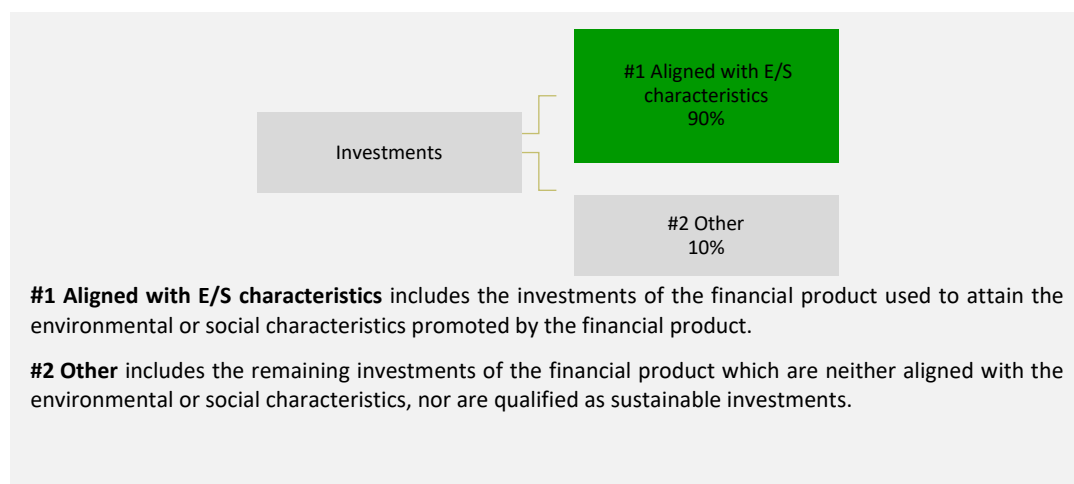 #1 Aligned with E/S
characteristics
90%
Investments
#2 Other
10%
#1 Aligned with E/S characteristics includes the investments of the financial product used to attain the
environmental or social characteristics promoted by the financial product.
#2 Other includes the remaining investments of the financial product which are neither aligned with the
environmental or social characteristics, nor are qualified as sustainable investments.